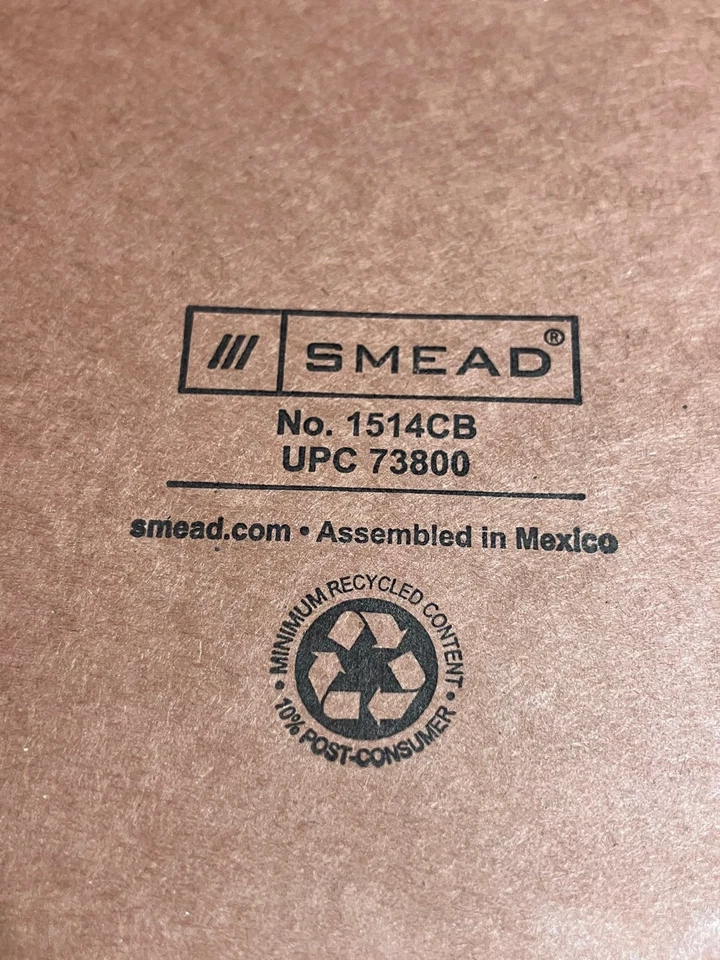 SMEAD®
No. 1514CB
UPC 73800
smead.com • Assembled in Mexico
• MINIMUM RECYCLED CONTENT •
10% POST-CONSUMER